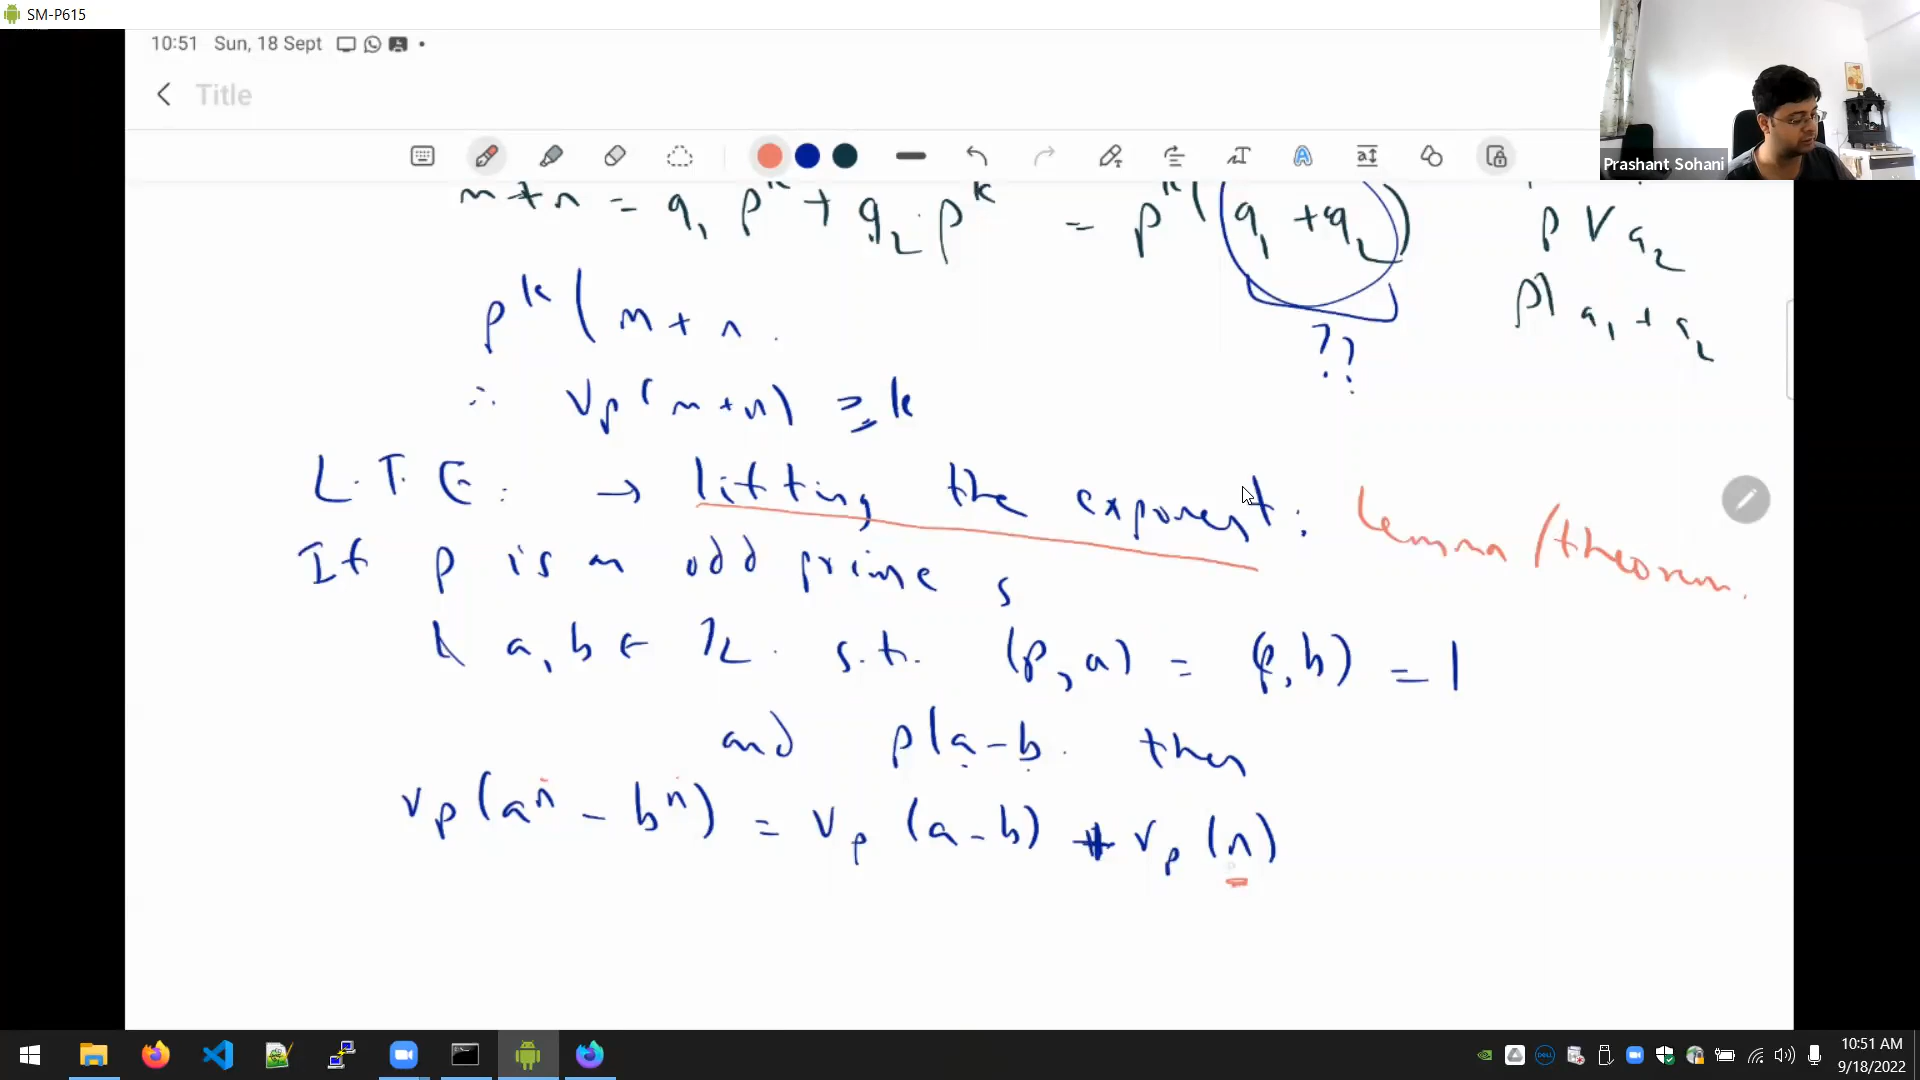 SM-P615
10:51 Sun, 18 Sept
Title
Prashant Sohani
m + n = q₁ pᵏ + q₂ · pᵏ = pᵏ(q₁ + q₂)
pᵏ | m + n .
??
q₂
p| q₁ + q₂
∴ vₚ(m+n) ≥ k
L.T.E. → lifting the exponent : lemma / theorem.
If p is an odd prime
& a, b ∈ ℤ . s.t. (p, a) = (p, b) = 1
and p|a-b. then
vₚ(aⁿ - bⁿ) = vₚ(a-b) + vₚ(n)
10:51 AM
9/18/2022